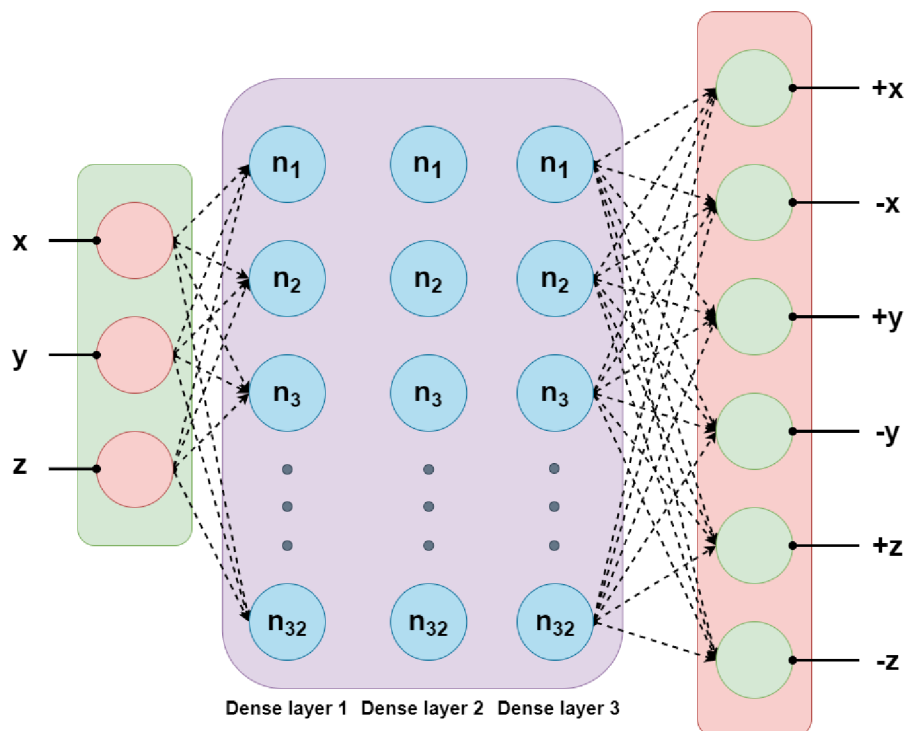 x
y
z
n1 n1 n1
n2 n2 n2
n3 n3 n3
n32 n32 n32
Dense layer 1 Dense layer 2 Dense layer 3
+x
-x
+y
-y
+z
-z